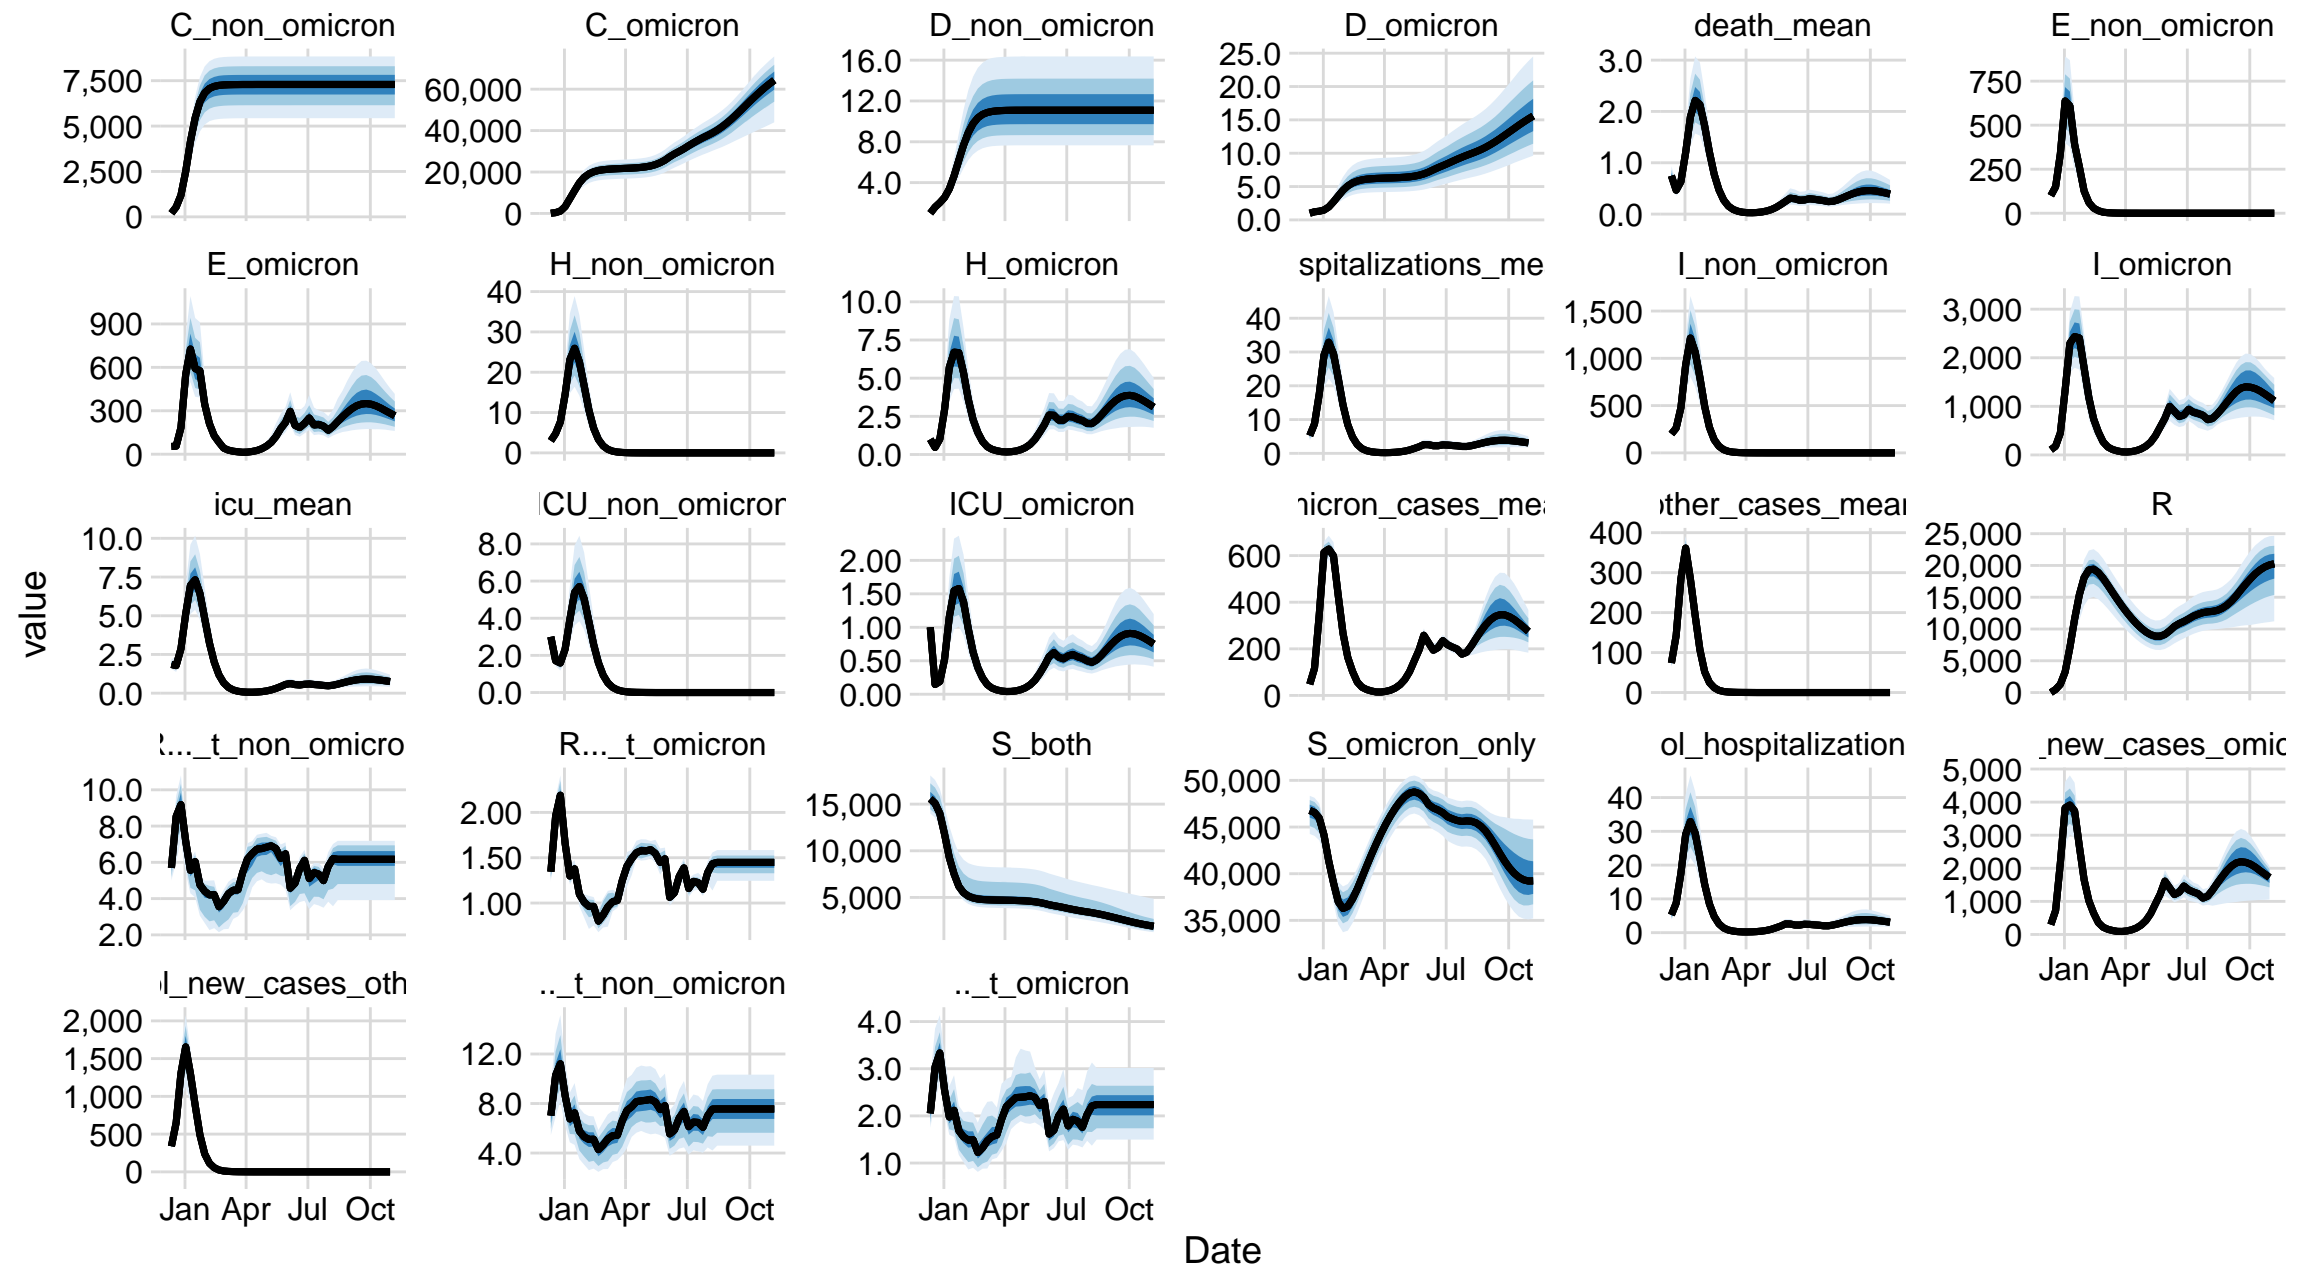 C_non_omicron C_omicron D_non_omicron D_omicron death_mean E_non_omicron
7,500 5,000 2,500 0
60,000 40,000 20,000 0
16.0 12.0 8.0 4.0
25.0 20.0 15.0 10.0 5.0 0.0
3.0 2.0 1.0 0.0
750 500 250 0
E_omicron H_non_omicron H_omicron spitalizations_me I_non_omicron I_omicron
900 600 300 0
40 30 20 10 0
10.0 7.5 5.0 2.5 0.0
40 30 20 10 0
1,500 1,000 500 0
3,000 2,000 1,000 0
icu_mean ICU_non_omicron ICU_omicron nicron_cases_mea other_cases_mean R
10.0 7.5 5.0 2.5 0.0
8.0 6.0 4.0 2.0 0.0
2.00 1.50 1.00 0.50 0.00
600 400 200 0
400 300 200 100 0
25,000 20,000 15,000 10,000 5,000 0
R..._t_non_omicro R..._t_omicron S_both S_omicron_only ol_hospitalization _new_cases_omic
10.0 8.0 6.0 4.0 2.0
2.00 1.50 1.00
15,000 10,000 5,000
50,000 45,000 40,000 35,000
40 30 20 10 0
5,000 4,000 3,000 2,000 1,000 0
Jan Apr Jul Oct Jan Apr Jul Oct Jan Apr Jul Oct
ol_new_cases_oth .._t_non_omicron .._t_omicron
2,000 1,500 1,000 500 0
12.0 8.0 4.0
4.0 3.0 2.0 1.0
Jan Apr Jul Oct Jan Apr Jul Oct Jan Apr Jul Oct
value
Date